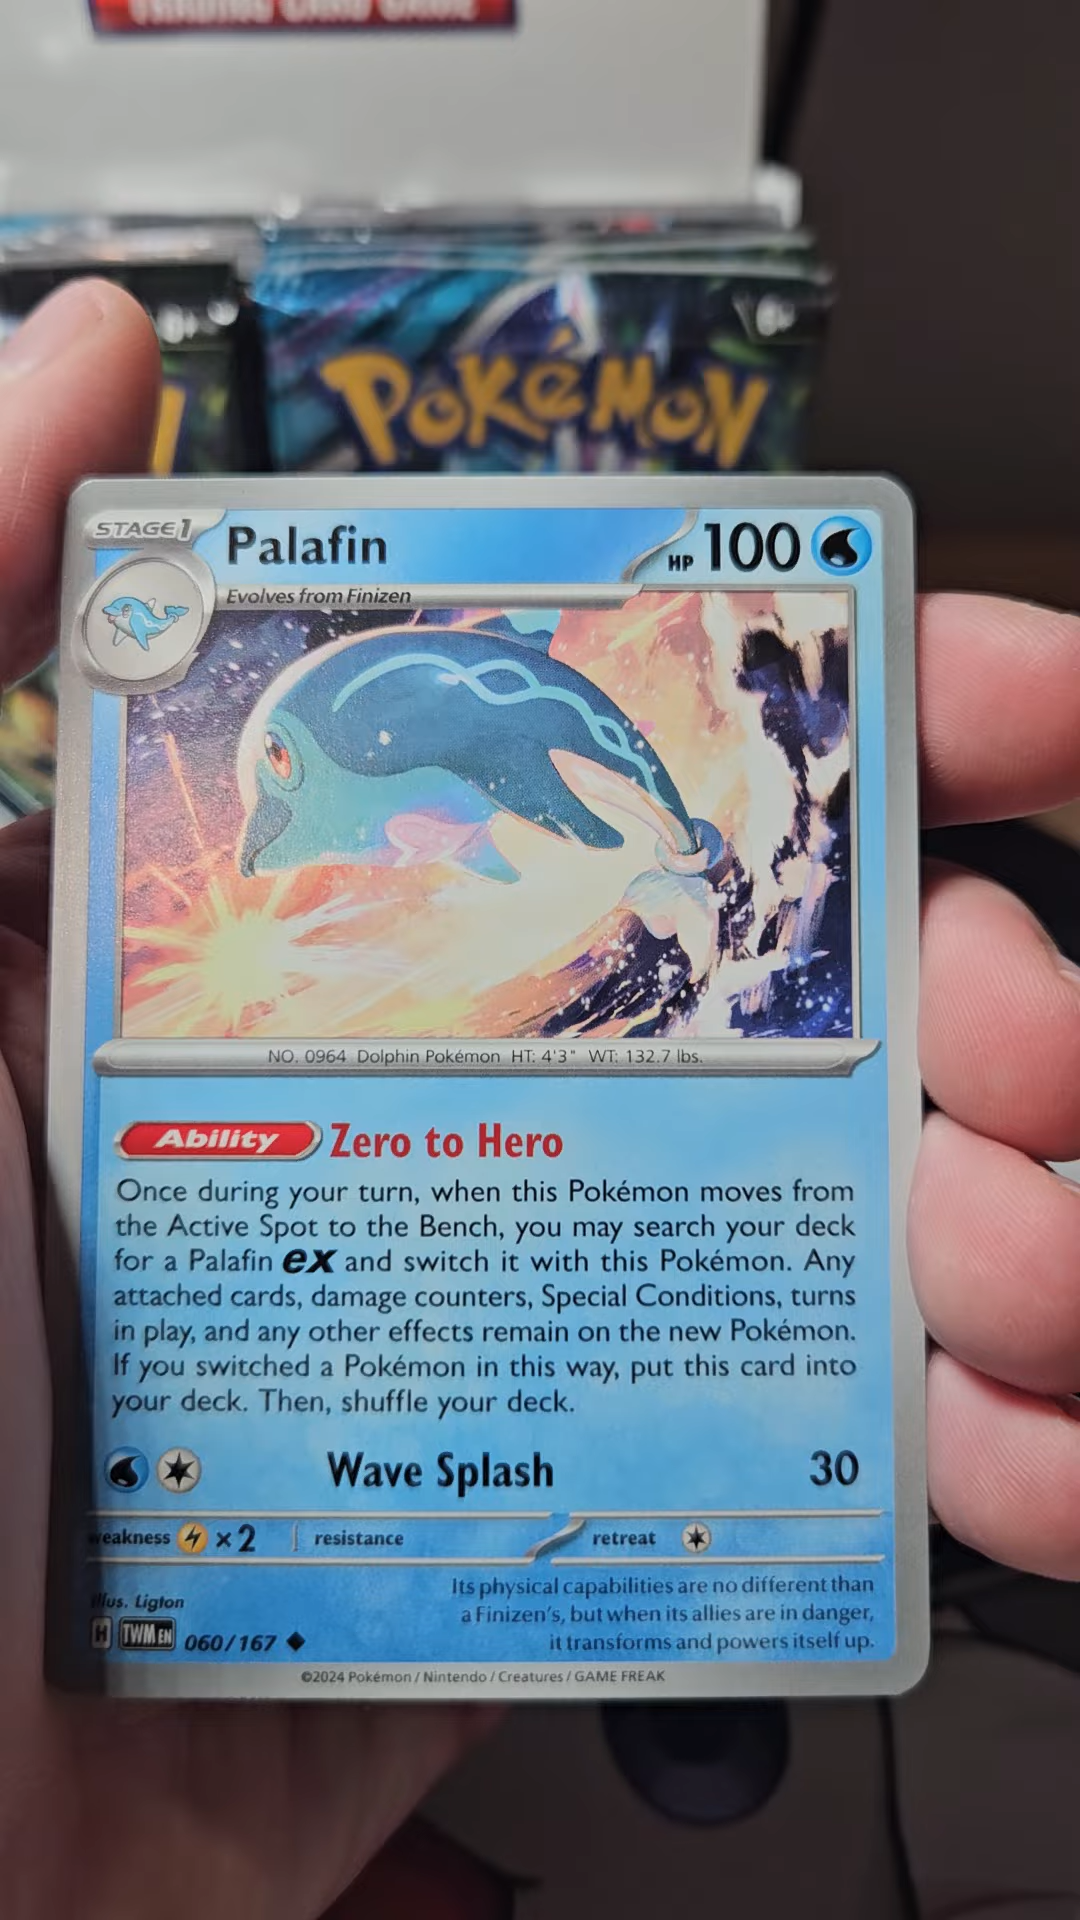 TRADING CARD GAME
POKéMON
STAGE1
Palafin
HP 100
Evolves from Finizen
NO. 0964 Dolphin Pokémon HT: 4'3" WT: 132.7 lbs.
Ability Zero to Hero
Once during your turn, when this Pokémon moves from
the Active Spot to the Bench, you may search your deck
for a Palafin ex and switch it with this Pokémon. Any
attached cards, damage counters, Special Conditions, turns
in play, and any other effects remain on the new Pokémon.
If you switched a Pokémon in this way, put this card into
your deck. Then, shuffle your deck.
Wave Splash 30
weakness ×2 resistance retreat
Illus. Ligton
Its physical capabilities are no different than
a Finizen's, but when its allies are in danger,
it transforms and powers itself up.
H TWM EN 060/167
©2024 Pokémon / Nintendo / Creatures / GAME FREAK